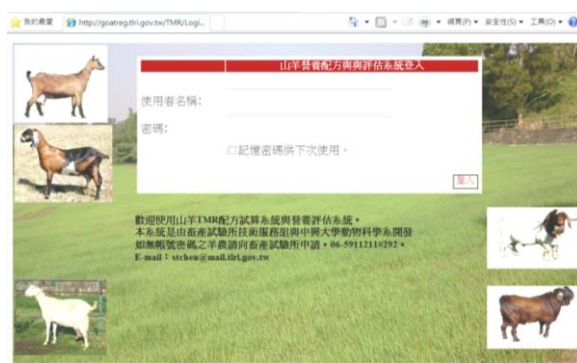 我的最愛 http://goatreg.tlri.gov.tw/TMR/Logi... 網頁(P) 安全性(S) 工具(O)
山羊營養配方與與評估系統登入
使用者名稱:
密碼:
□記憶密碼供下次使用。
登入
歡迎使用山羊TMR配方試算系統與營養評估系統。
本系統是由畜產試驗所技術服務組與中興大學動物科學系開發
如無帳號密碼之羊農請向畜產試驗所申請。06-5911211#292。
E-mail：stchen@mail.tlri.gov.tw